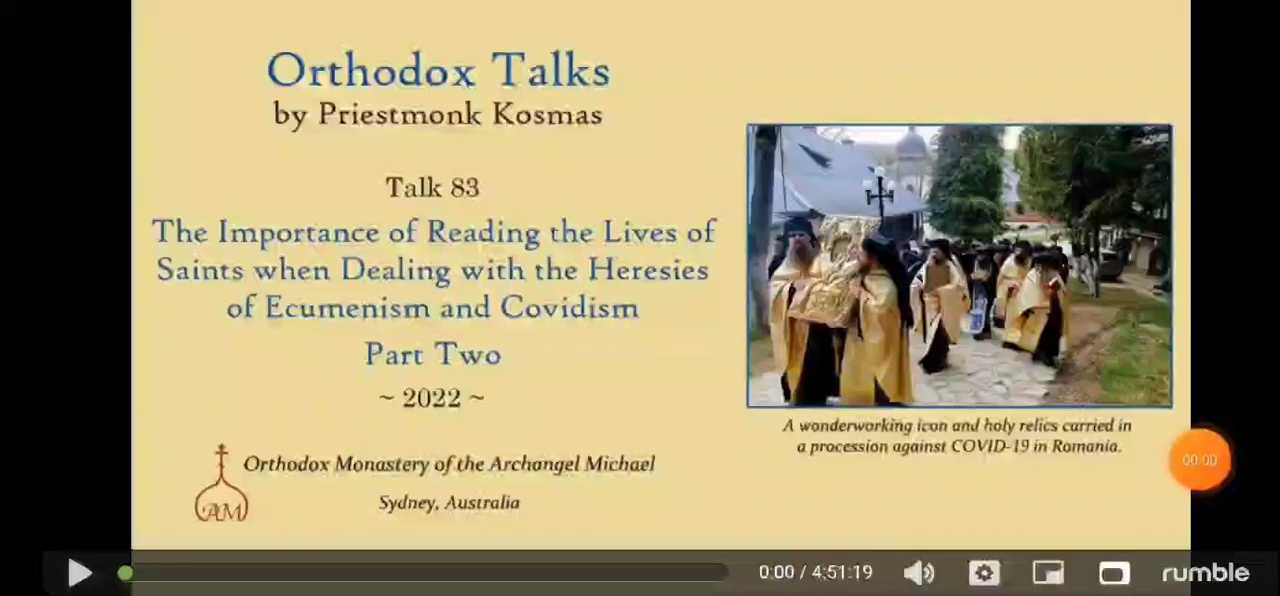 Orthodox Talks
by Priestmonk Kosmas
Talk 83
The Importance of Reading the Lives of
Saints when Dealing with the Heresies
of Ecumenism and Covidism
Part Two
~ 2022 ~
A wonderworking icon and holy relics carried in
a procession against COVID-19 in Romania.
AM
Orthodox Monastery of the Archangel Michael
Sydney, Australia
00:00
0:00 / 4:51:19
rumble